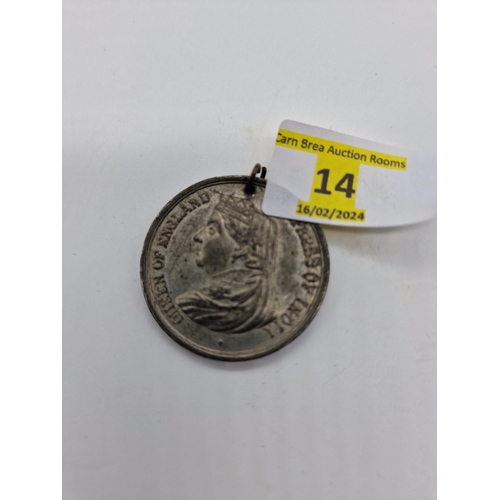 Carn Brea Auction Rooms
14
16/02/2024
QUEEN OF ENGLAND
OF INDIA